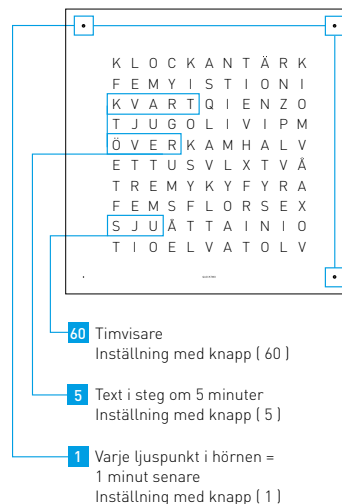 K L O C K A N T Ä R K
F E M Y I S T I O N I
K V A R T Q I E N Z O
T J U G O L I V I P M
Ö V E R K A M H A L V
E T T U S V L X T V Å
T R E M Y K Y F Y R A
F E M S F L O R S E X
S J U Å T T A I N I O
T I O E L V A T O L V
60 Timvisare
Inställning med knapp ( 60 )
5 Text i steg om 5 minuter
Inställning med knapp ( 5 )
1 Varje ljuspunkt i hörnen =
1 minut senare
Inställning med knapp ( 1 )